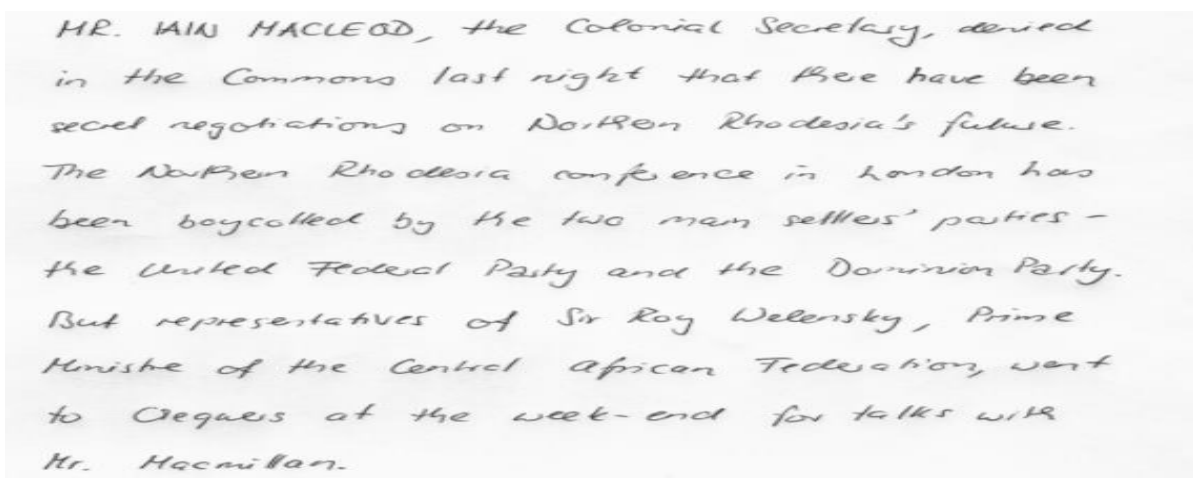 MR. IAIN MACLEOD, the Colonial Secretary, denied
in the Commons last night that there have been
secret negotiations on Northern Rhodesia's future.
The Northern Rhodesia conference in London has
been boycotted by the two main settlers' parties -
the United Federal Party and the Dominion Party.
But representatives of Sir Roy Welensky, Prime
Minister of the Central African Federation, went
to Chequers at the week-end for talks with
Mr. Macmillan.